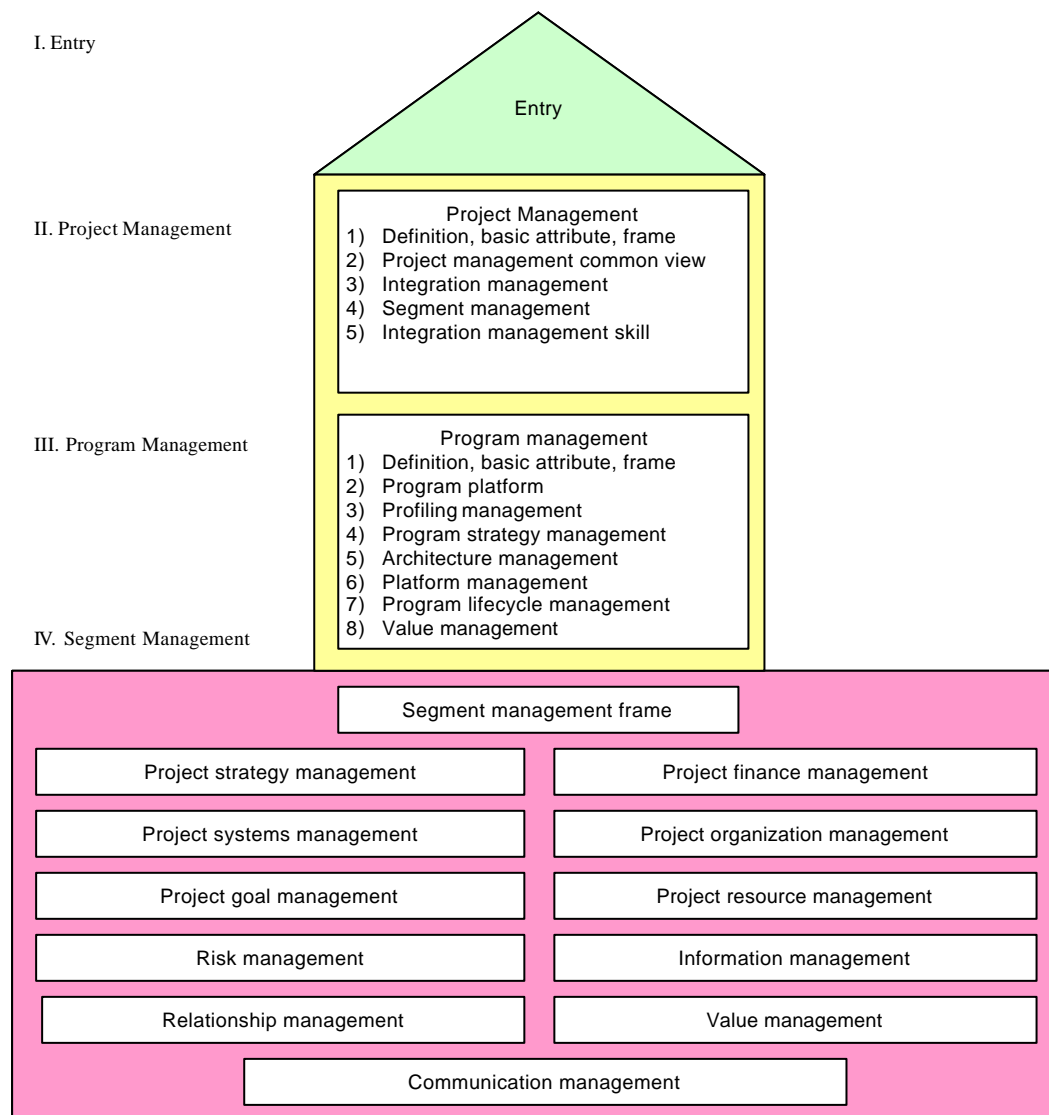 I. Entry
Entry
II. Project Management
Project Management
1) Definition, basic attribute, frame
2) Project management common view
3) Integration management
4) Segment management
5) Integration management skill
III. Program Management
Program management
1) Definition, basic attribute, frame
2) Program platform
3) Profiling management
4) Program strategy management
5) Architecture management
6) Platform management
7) Program lifecycle management
8) Value management
IV. Segment Management
Segment management frame
Project strategy management
Project finance management
Project systems management
Project organization management
Project goal management
Project resource management
Risk management
Information management
Relationship management
Value management
Communication management